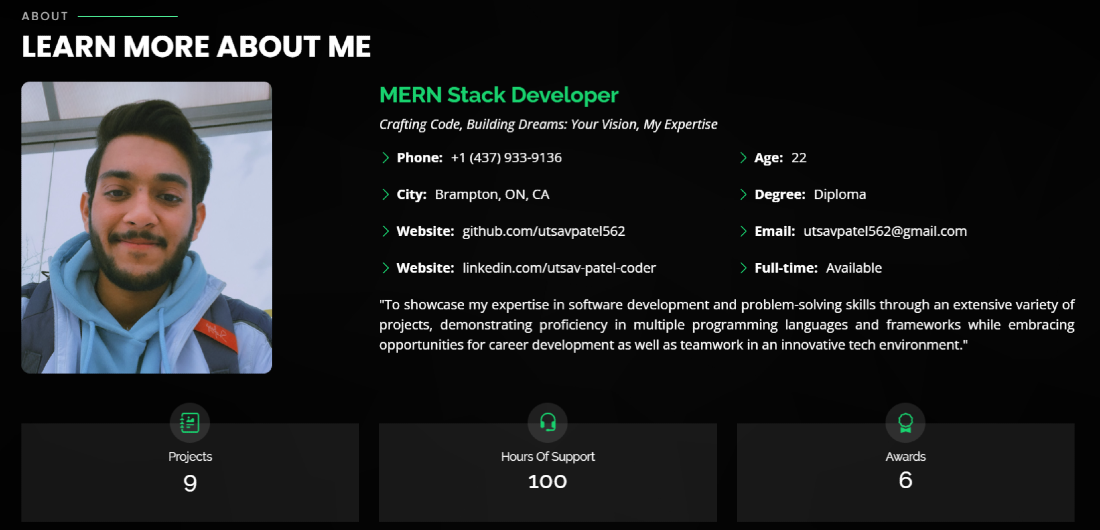 ABOUT
LEARN MORE ABOUT ME
MERN Stack Developer
Crafting Code, Building Dreams: Your Vision, My Expertise
Phone: +1 (437) 933-9136
Age: 22
City: Brampton, ON, CA
Degree: Diploma
Website: github.com/utsavpatel562
Email: utsavpatel562@gmail.com
Website: linkedin.com/utsav-patel-coder
Full-time: Available
"To showcase my expertise in software development and problem-solving skills through an extensive variety of
projects, demonstrating proficiency in multiple programming languages and frameworks while embracing
opportunities for career development as well as teamwork in an innovative tech environment."
Projects
9
Hours Of Support
100
Awards
6